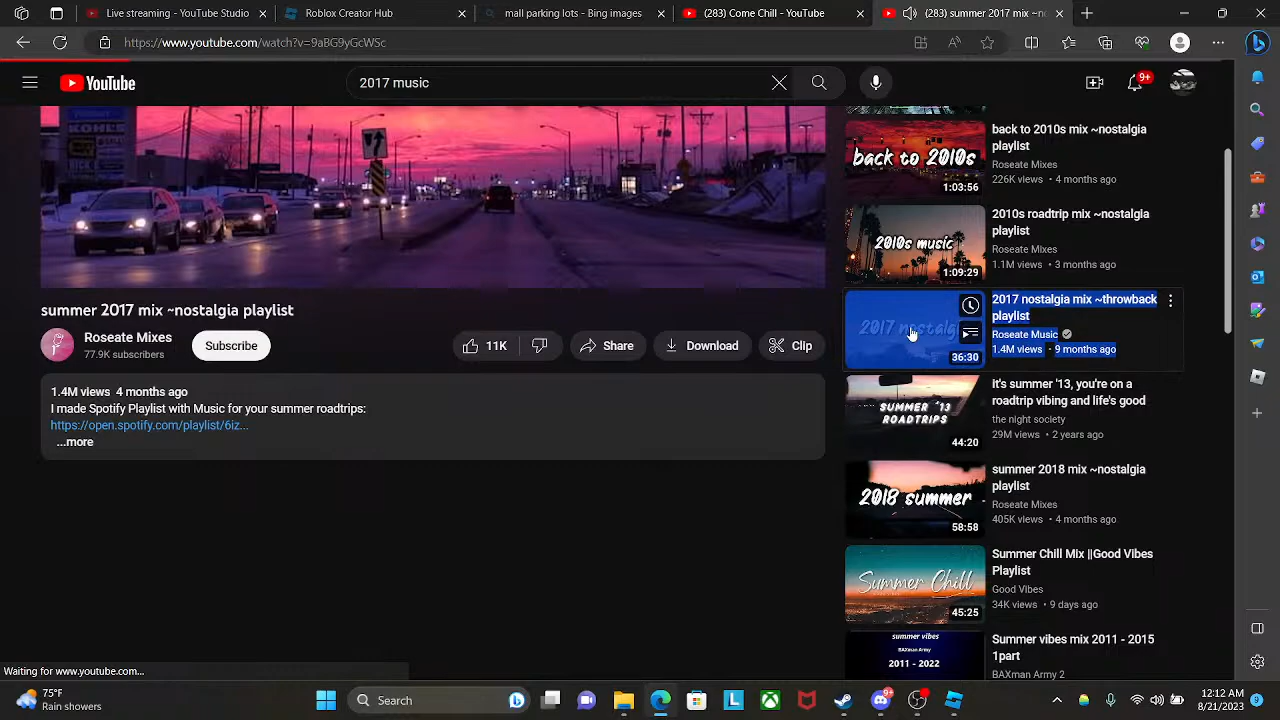 Live streaming - YouTube Studio
Roblox Creator Hub
mall parking lots - Bing images
(283) Come Chill - YouTube
(283) summer 2017 mix ~no
https://www.youtube.com/watch?v=9aBG9yGcWSc
YouTube
2017 music
9+
KOHL'S
back to 2010s
1:03:56
back to 2010s mix ~nostalgia
playlist
Roseate Mixes
226K views • 4 months ago
2010s music
1:09:29
2010s roadtrip mix ~nostalgia
playlist
Roseate Mixes
1.1M views • 3 months ago
2017 nostalg
36:30
2017 nostalgia mix ~throwback
playlist
Roseate Music
1.4M views • 9 months ago
summer 2017 mix ~nostalgia playlist
Roseate Mixes
77.9K subscribers
Subscribe
11K
Share
Download
Clip
1.4M views 4 months ago
I made Spotify Playlist with Music for your summer roadtrips:
https://open.spotify.com/playlist/6iz...
...more
SUMMER '13
ROADTRIPS
44:20
It's summer '13, you're on a
roadtrip vibing and life's good
the night society
29M views • 2 years ago
2018 summer
58:58
summer 2018 mix ~nostalgia
playlist
Roseate Mixes
405K views • 4 months ago
Summer Chill
45:25
Summer Chill Mix ||Good Vibes
Playlist
Good Vibes
34K views • 9 days ago
summer vibes
BAXman Army
2011 - 2022
Summer vibes mix 2011 - 2015
1part
BAXman Army 2
Waiting for www.youtube.com...
75°F
Rain showers
Search
9+
12:12 AM
8/21/2023
9